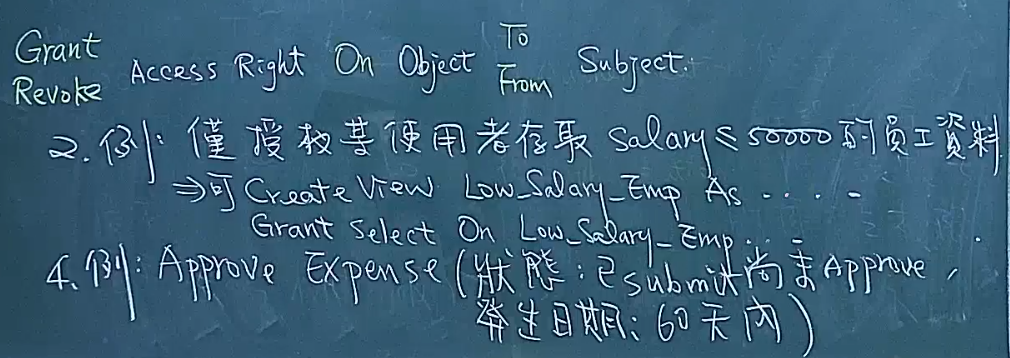 Grant Revoke Access Right On Object To From Subject.
2. 例: 僅授權某使用者存取 Salary ≤ 50000 的員工資料
⇒可 Create View Low_Salary_Emp As . . . .
Grant Select On Low_Salary_Emp . . .
4. 例: Approve Expense (狀態:已submit尚未Approve,
發生日期:60天內)